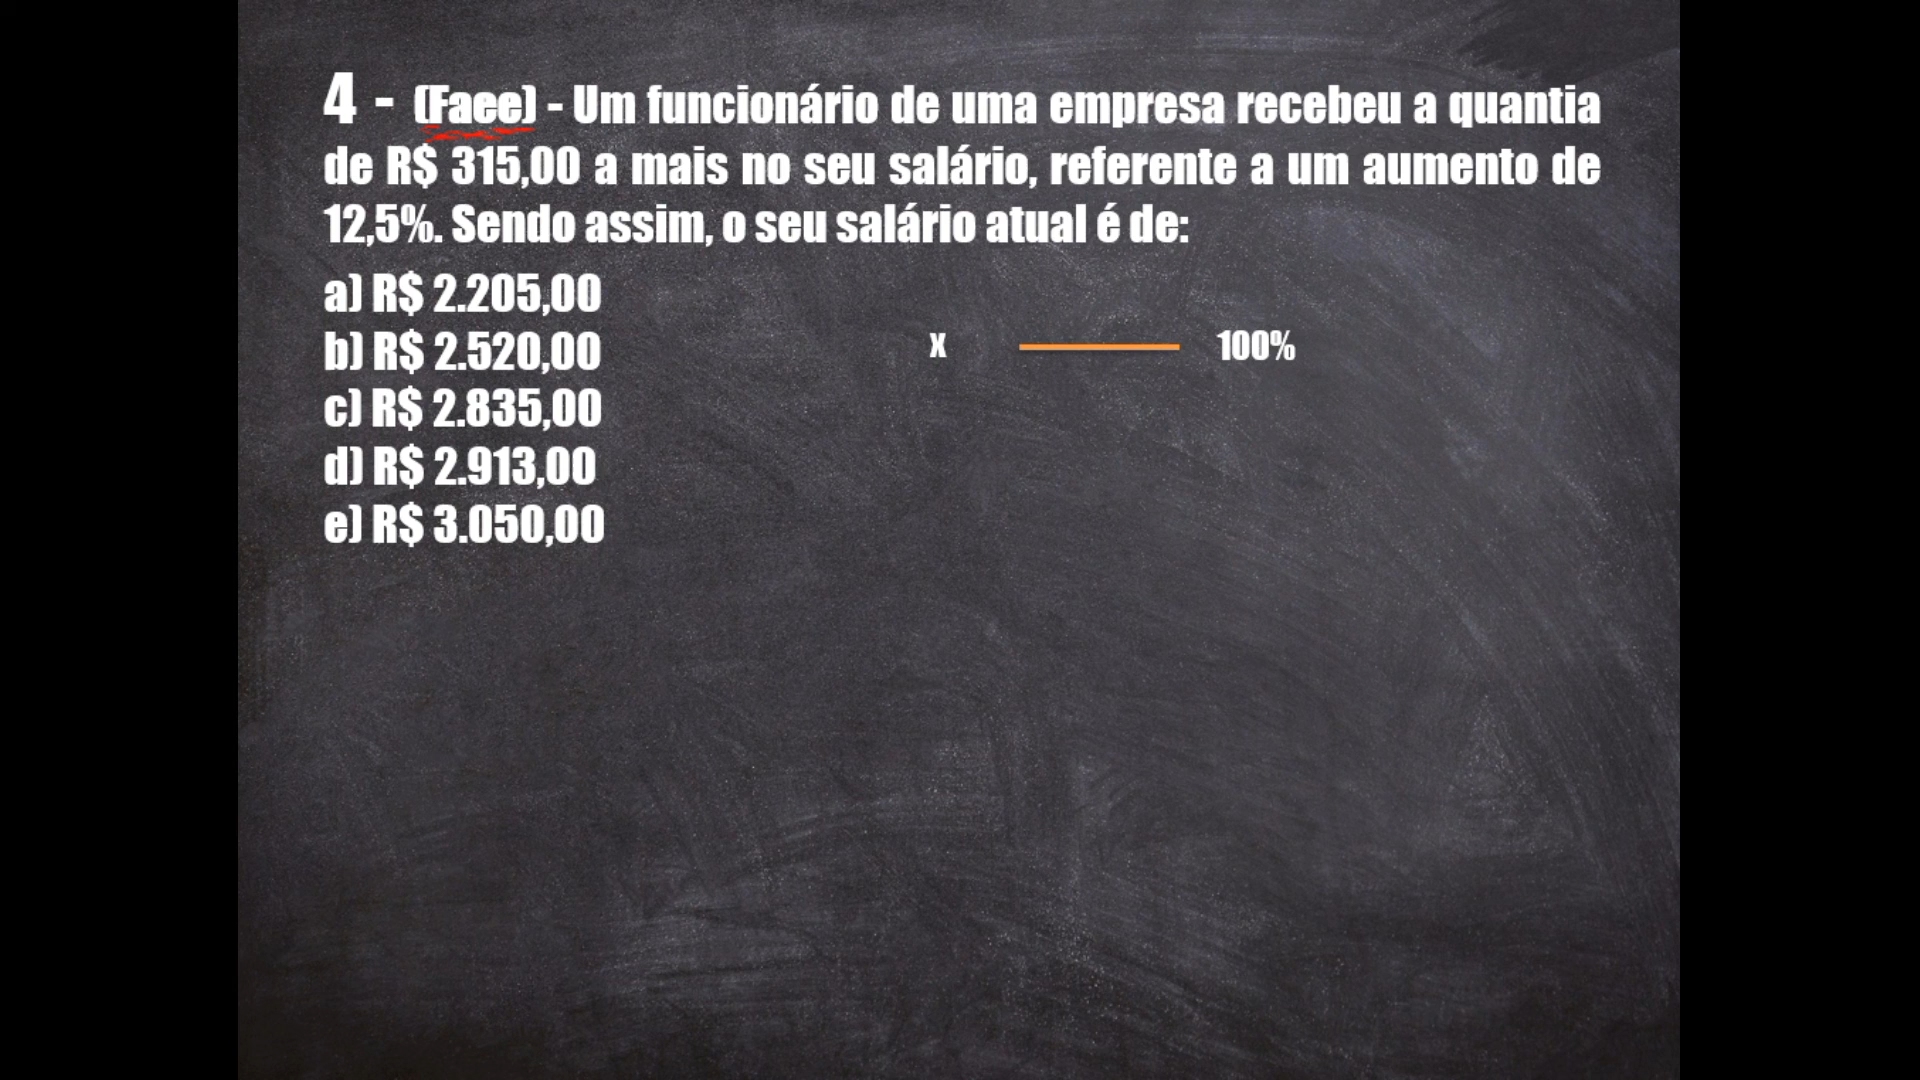 4 - (Faee) - Um funcionário de uma empresa recebeu a quantia
de R$ 315,00 a mais no seu salário, referente a um aumento de
12,5%. Sendo assim, o seu salário atual é de:
a) R$ 2.205,00
b) R$ 2.520,00
x 100%
c) R$ 2.835,00
d) R$ 2.913,00
e) R$ 3.050,00